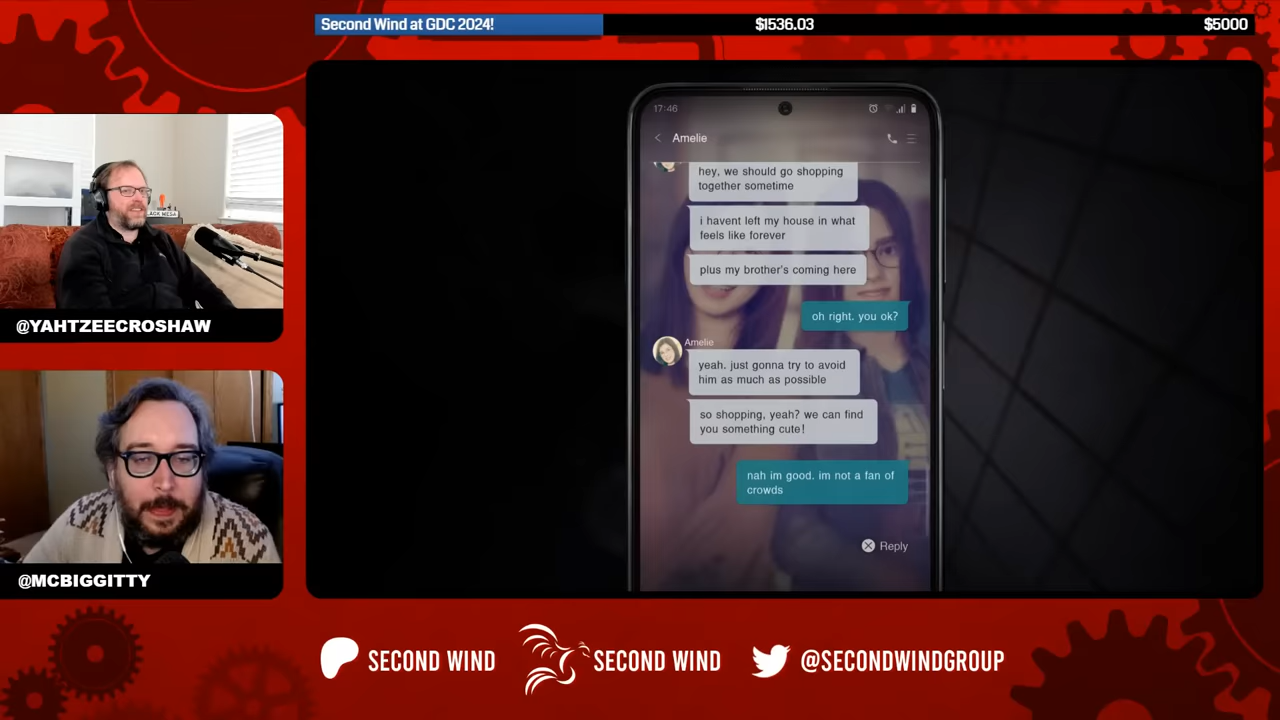 Second Wind at GDC 2024!
$1536.03
$5000
17:46
Amelie
hey, we should go shopping
together sometime
i havent left my house in what
feels like forever
plus my brother's coming here
oh right. you ok?
Amelie
yeah. just gonna try to avoid
him as much as possible
so shopping, yeah? we can find
you something cute!
nah im good. im not a fan of
crowds
Reply
@YAHTZEECROSHAW
@MCBIGGITTY
SECOND WIND
SECOND WIND
@SECONDWINDGROUP